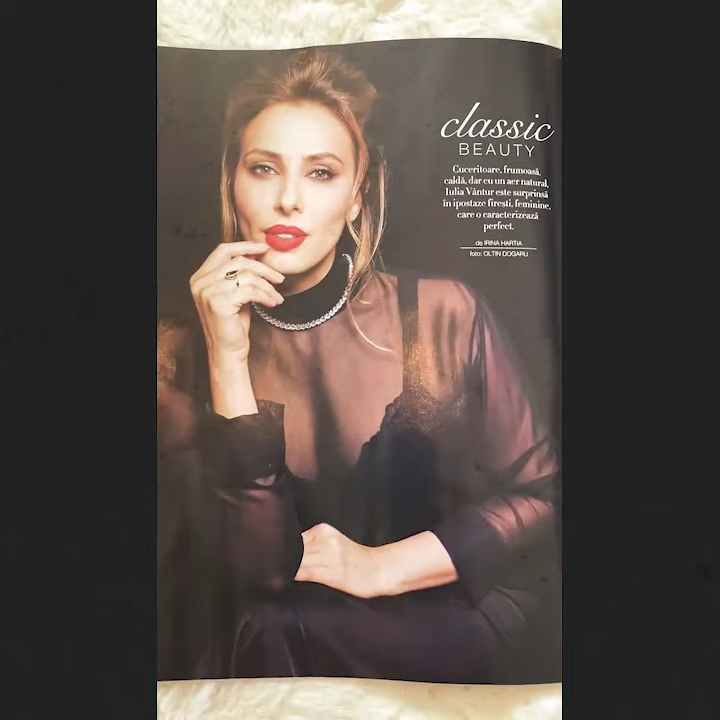 classic
BEAUTY
Cuceritoare, frumoasă,
caldă, dar cu un aer natural,
Iulia Vântur este surprinsă
în ipostaze firești, feminine,
care o caracterizează
perfect.
de IRINA HARTIA
foto: OLTIN DOGARU